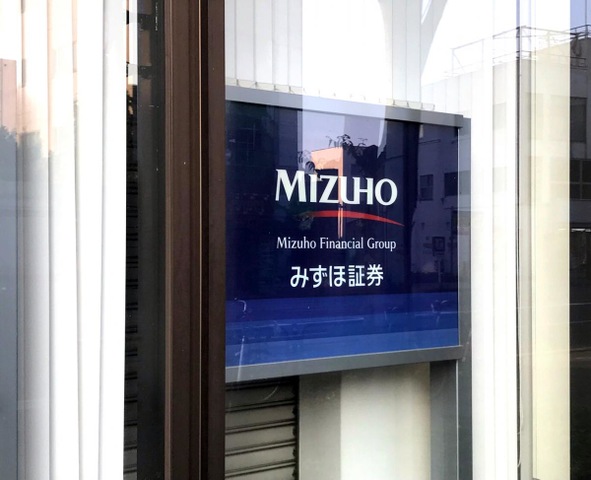 MIZUHO
Mizuho Financial Group
みずほ証券